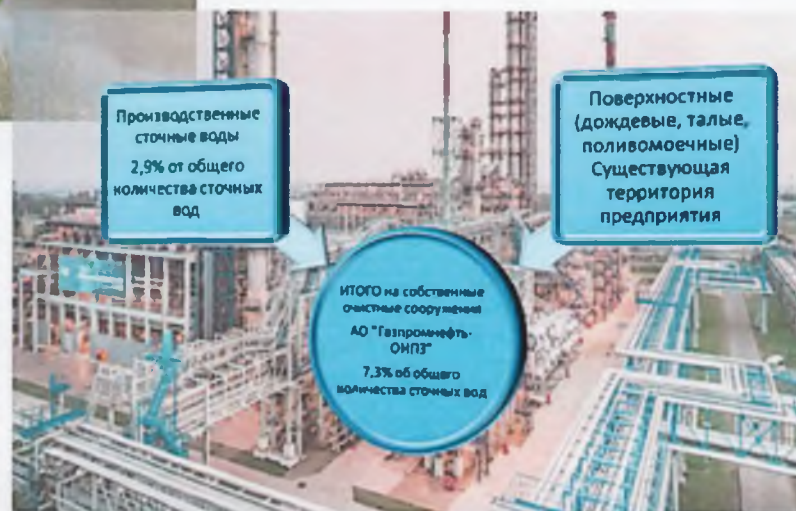 Производственные
сточные воды
2,9% от общего
количества сточных
вод
Поверхностные
(дождевые, талые,
поливомоечные)
Существующая
территория
предприятия
ИТОГО на собственные
очистные сооружения
АО "Газпромнефть-
ОНПЗ"
7,3% об общего
количества сточных вод